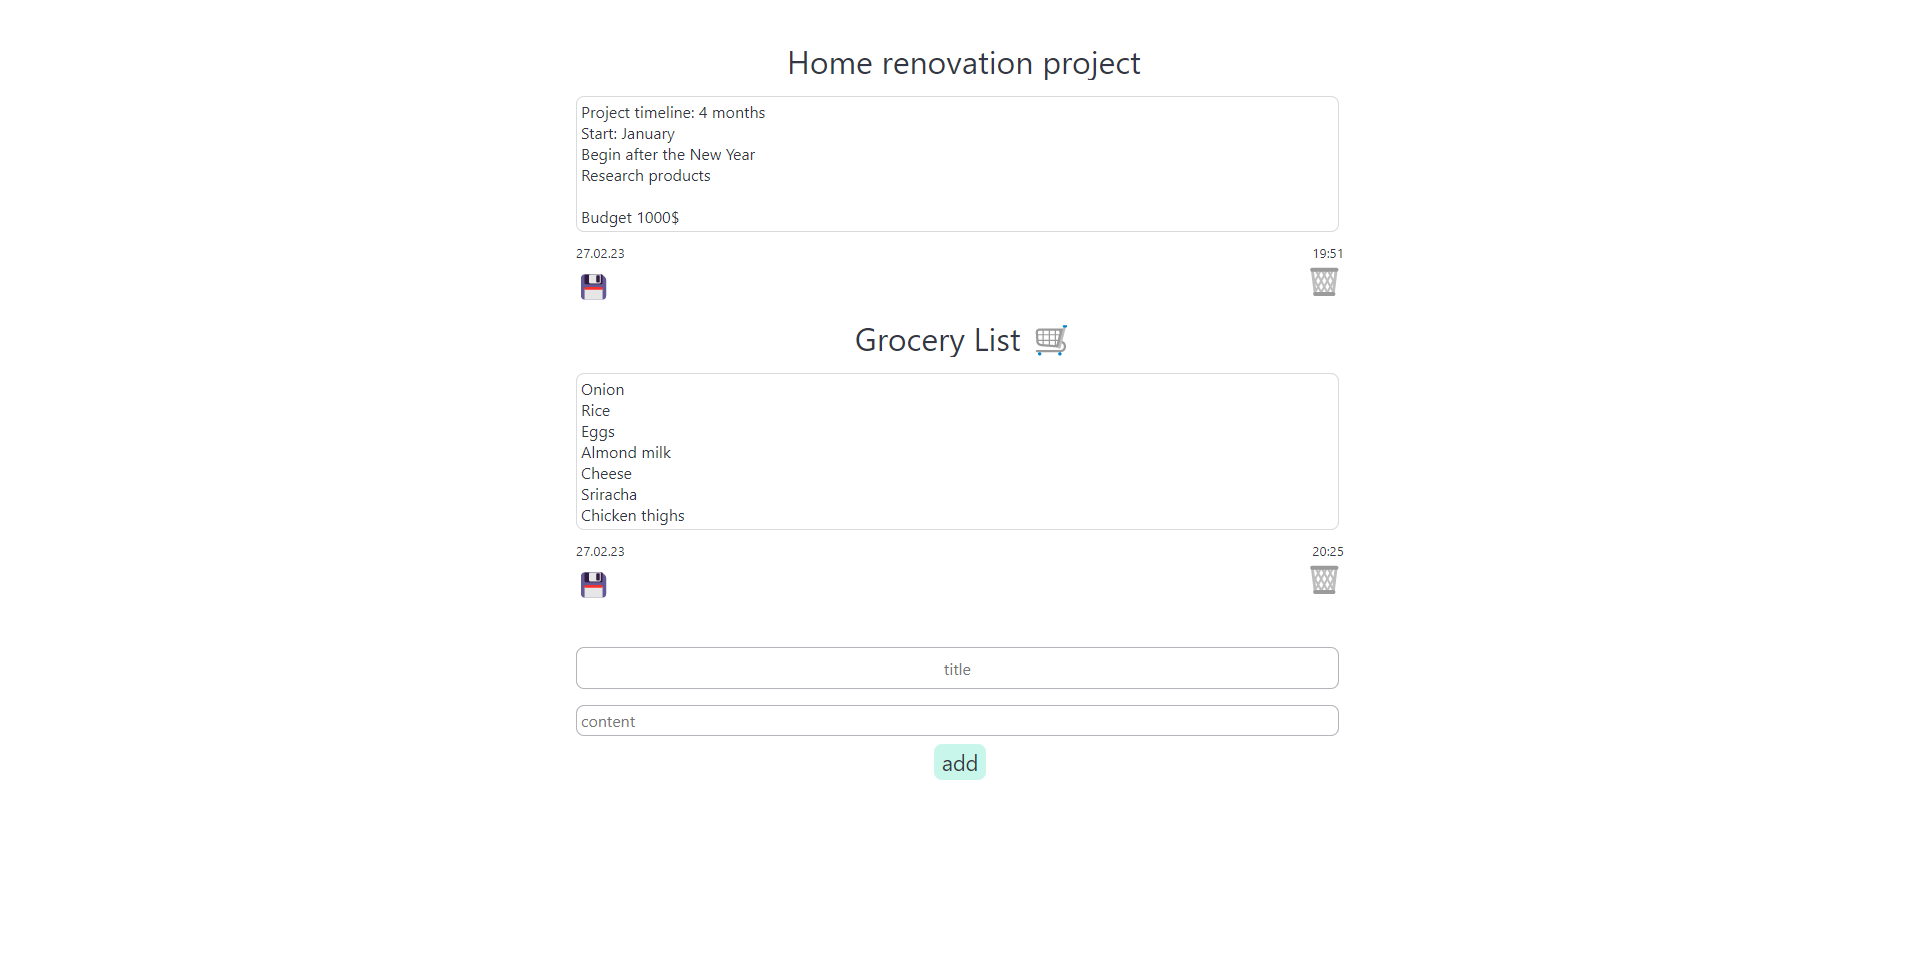 Home renovation project
Project timeline: 4 months
Start: January
Begin after the New Year
Research products
Budget 1000$
27.02.23 19:51
Grocery List 🛒
Onion
Rice
Eggs
Almond milk
Cheese
Sriracha
Chicken thighs
27.02.23 20:25
title
content
add